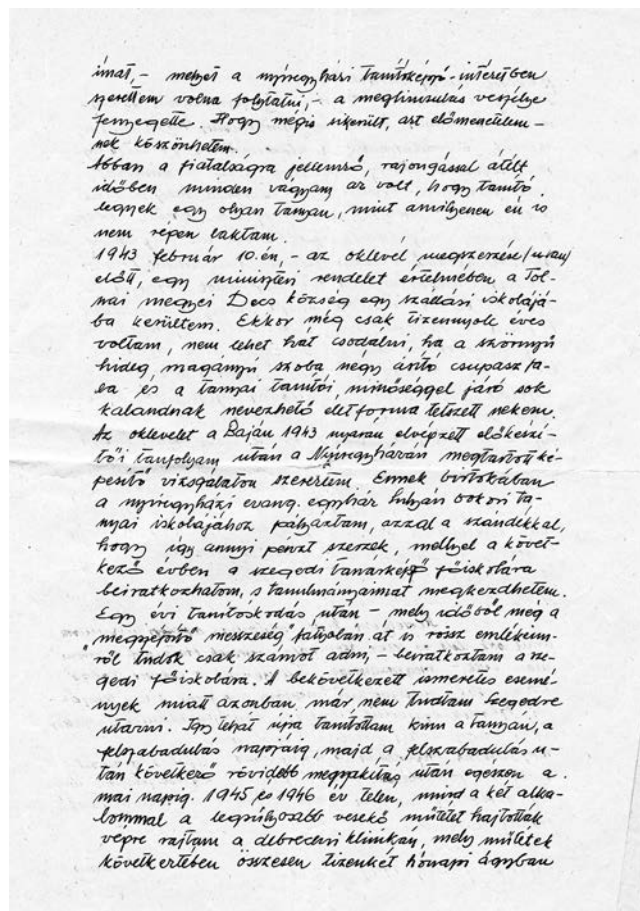 imat, – melyet a nyíregyházi tanítóképző-intézetben
szerettem volna folytatni, – a meghiusulás veszélye
fenyegette. Hogy mégis sikerült, azt előmenetelem-
nek köszönhetem.
Abban a fiatalságra jellemző, rajongással átélt
időben minden vágyam az volt, hogy tanító
legyek egy olyan tanyán, mint amilyenen én is
nem régen laktam.
1943 február 10.én, – az oklevél megszerzése
előtt, egy miniszteri rendelet értelmében a Tol-
nai megyei Decs község egy szállási iskolájá-
ba kerültem. Ekkor még csak tizennyolc éves
voltam, nem lehet hát csodálni, ha a szörnyű
hideg, magányú szoba négy ásító csupasz fa-
la és a tanyai tanítói minőséggel járó sok
kalandnak nevezhető életforma tetszett nekem.
Az oklevelet a Baján, 1943 nyarán elvégzett előkészí-
tői tanfolyam után a Nyíregyházán megtartott ké-
pesítő vizsgálaton szereztem. Ennek birtokában
a nyíregyházi evang. egyház bokori ta-
nyai iskolájához pályáztam, azzal a szándékkal,
hogy így annyi pénzt szerzek, mellyel a követ-
kező évben a szegedi tanárképző főiskolára
beiratkozhatom, s tanulmányaimat megkezdhetem.
Egy évi tanítóskodás után – mely időből még a
"megszépítő messzeség" fátyolán át is rossz emlékeim-
ről tudok csak számot adni, – beiratkoztam a sze-
gedi főiskolára. A bekövetkezett ismeretes esemé-
nyek miatt azonban, már nem tudtam Szegedre
utazni. Így tehát újra tanítottam kinn a tanyán, a
felszabadulás napjáig, majd a felszabadulás u-
tán következő rövidebb megszakítás után egészen a
mai napig. 1945 és 1946 év telén, mind a két alka-
lommal a legsúlyosabb vesekő műtétet hajtották
végre rajtam a debreceni klinikán, mely műtétek
következtében összesen tizenkét hónapi ágyban